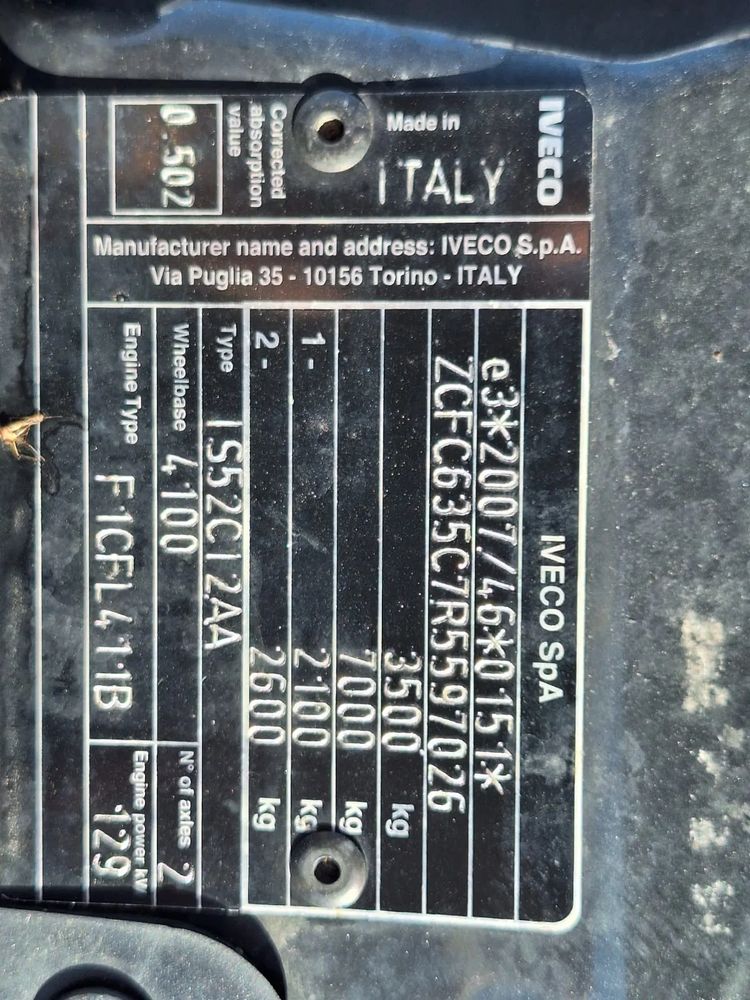 IVECO SpA
e3*2007/46*0151*
ZCFC635C7R5597026
3500 kg
7000 kg
1- 2100 kg
2- 2600 kg
Type IS52CI2AA
Wheelbase 4100 N° of axles 2
Engine Type F1CFL411IB Engine power kW 129
Manufacturer name and address: IVECO S.p.A.
Via Puglia 35 - 10156 Torino - ITALY
IVECO
Made in
ITALY
Corrected
absorption
value
0.502